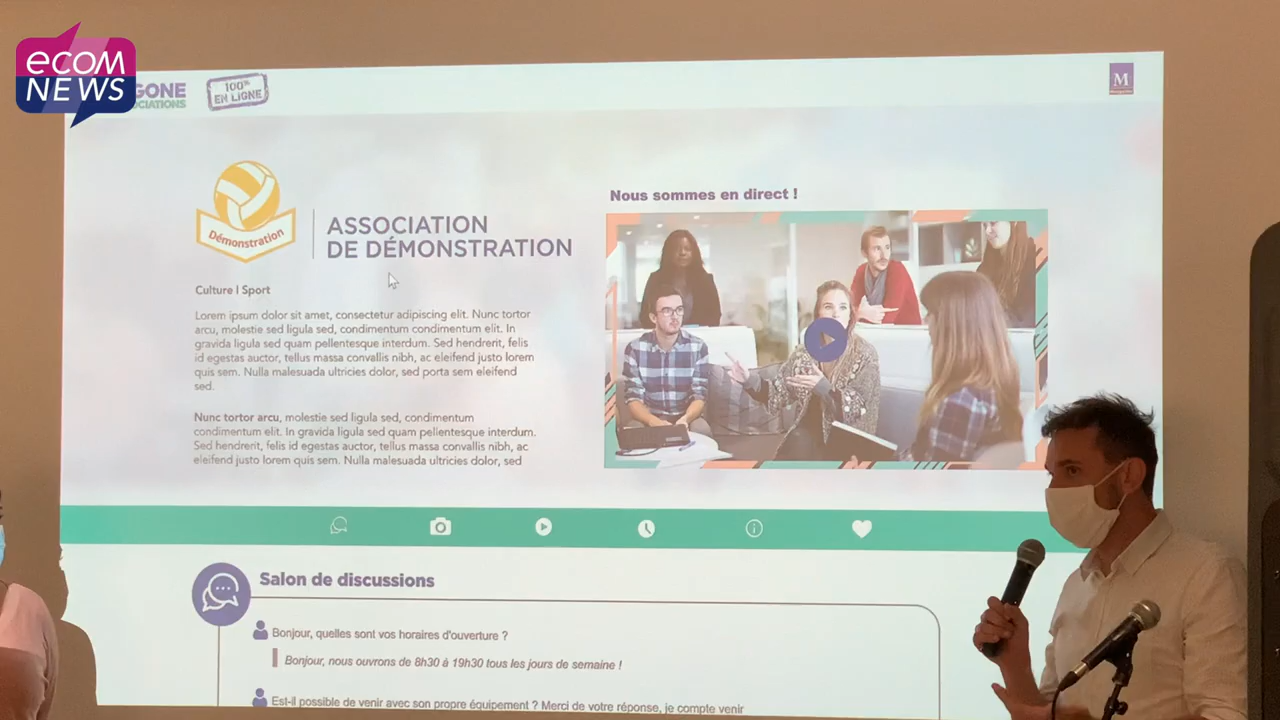 ecom
NEWS
GONE
CIATIONS
100%
EN LIGNE
M
Démonstration
ASSOCIATION
DE DÉMONSTRATION
Nous sommes en direct !
Culture I Sport
Lorem ipsum dolor sit amet, consectetur adipiscing elit. Nunc tortor
arcu, molestie sed ligula sed, condimentum condimentum elit. In
gravida ligula sed quam pellentesque interdum. Sed hendrerit, felis
id egestas auctor, tellus massa convallis nibh, ac eleifend justo lorem
quis sem. Nulla malesuada ultricies dolor, sed porta sem eleifend
sed.
Nunc tortor arcu, molestie sed ligula sed, condimentum
condimentum elit. In gravida ligula sed quam pellentesque interdum.
Sed hendrerit, felis id egestas auctor, tellus massa convallis nibh, ac
eleifend justo lorem quis sem. Nulla malesuada ultricies dolor, sed
Salon de discussions
Bonjour, quelles sont vos horaires d'ouverture ?
Bonjour, nous ouvrons de 8h30 à 19h30 tous les jours de semaine !
Est-il possible de venir avec son propre équipement ? Merci de votre réponse, je compte venir